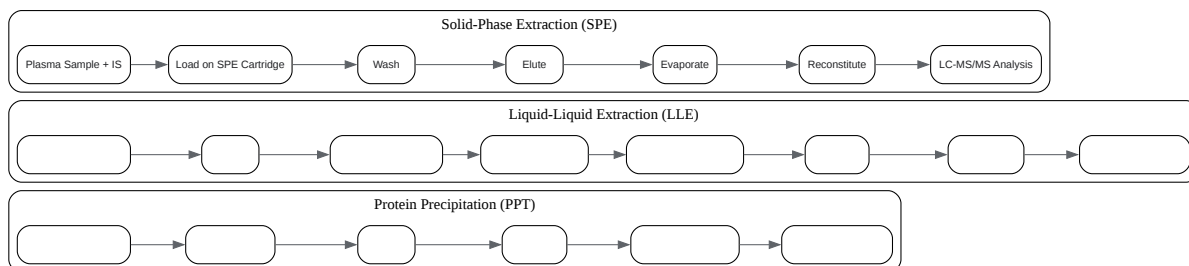 Solid-Phase Extraction (SPE)
Plasma Sample + IS
Load on SPE Cartridge
Wash
Elute
Evaporate
Reconstitute
LC-MS/MS Analysis
Liquid-Liquid Extraction (LLE)
Protein Precipitation (PPT)